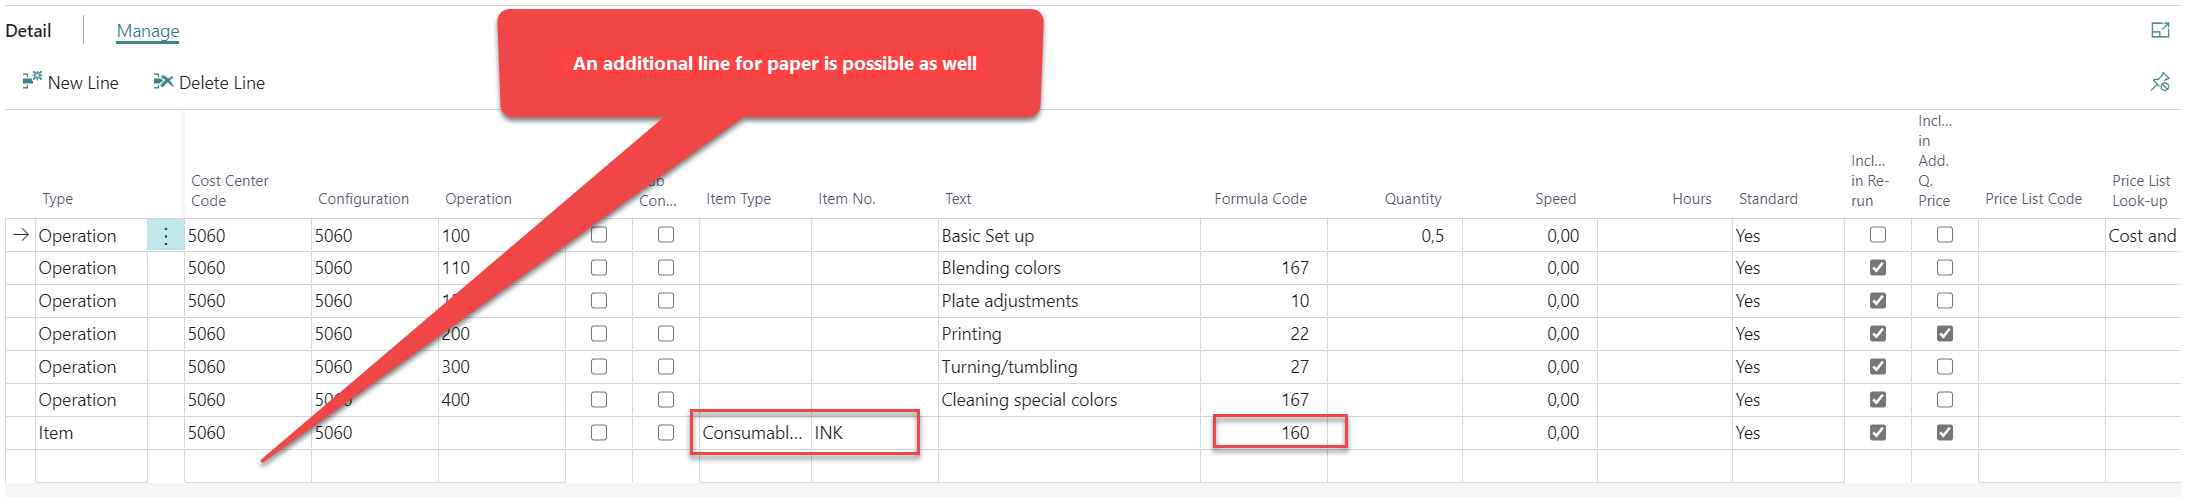 Detail Manage
An additional line for paper is possible as well
New Line Delete Line
Type Cost Center Code Configuration Operation Con... Item Type Item No. Text Formula Code Quantity Speed Hours Standard Incl... in Re-run Incl... in Add. Q. Price Price List Code Price List Look-up
Operation 5060 5060 100 Basic Set up 0,5 0,00 Yes Cost and
Operation 5060 5060 110 Blending colors 167 0,00 Yes
Operation 5060 5060 Plate adjustments 10 0,00 Yes
Operation 5060 5060 200 Printing 22 0,00 Yes
Operation 5060 5060 300 Turning/tumbling 27 0,00 Yes
Operation 5060 400 Cleaning special colors 167 0,00 Yes
Item 5060 5060 Consumabl... INK 160 0,00 Yes